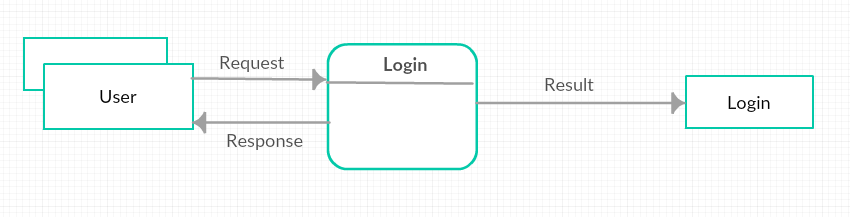 Request
Login
User
Result
Login
Response